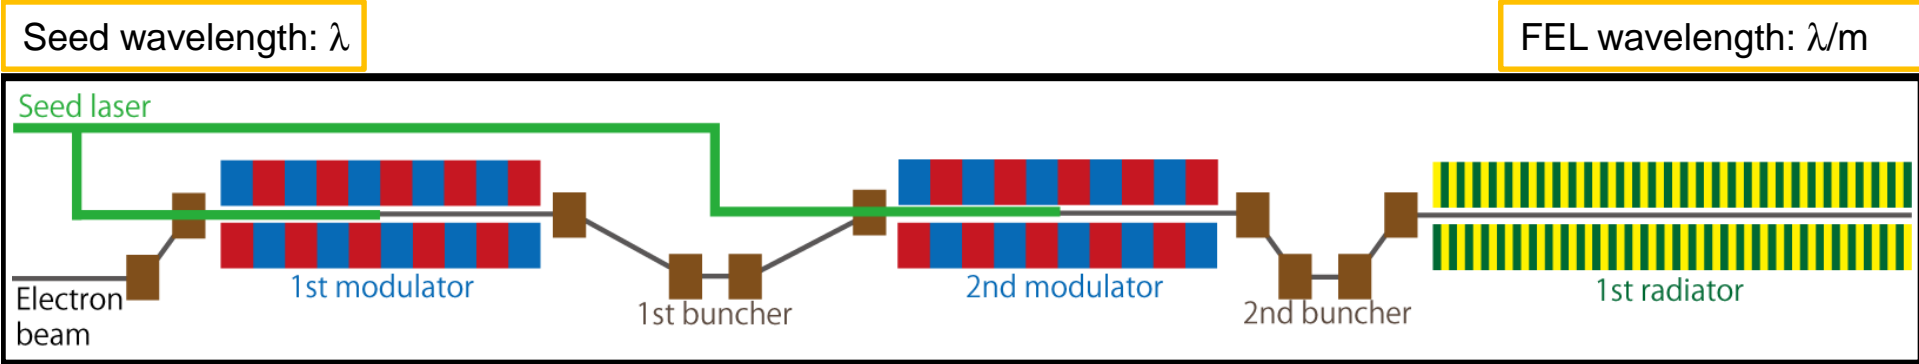 Seed wavelength: λ
FEL wavelength: λ/m
Seed laser
Electron
beam
1st modulator
1st buncher
2nd modulator
2nd buncher
1st radiator